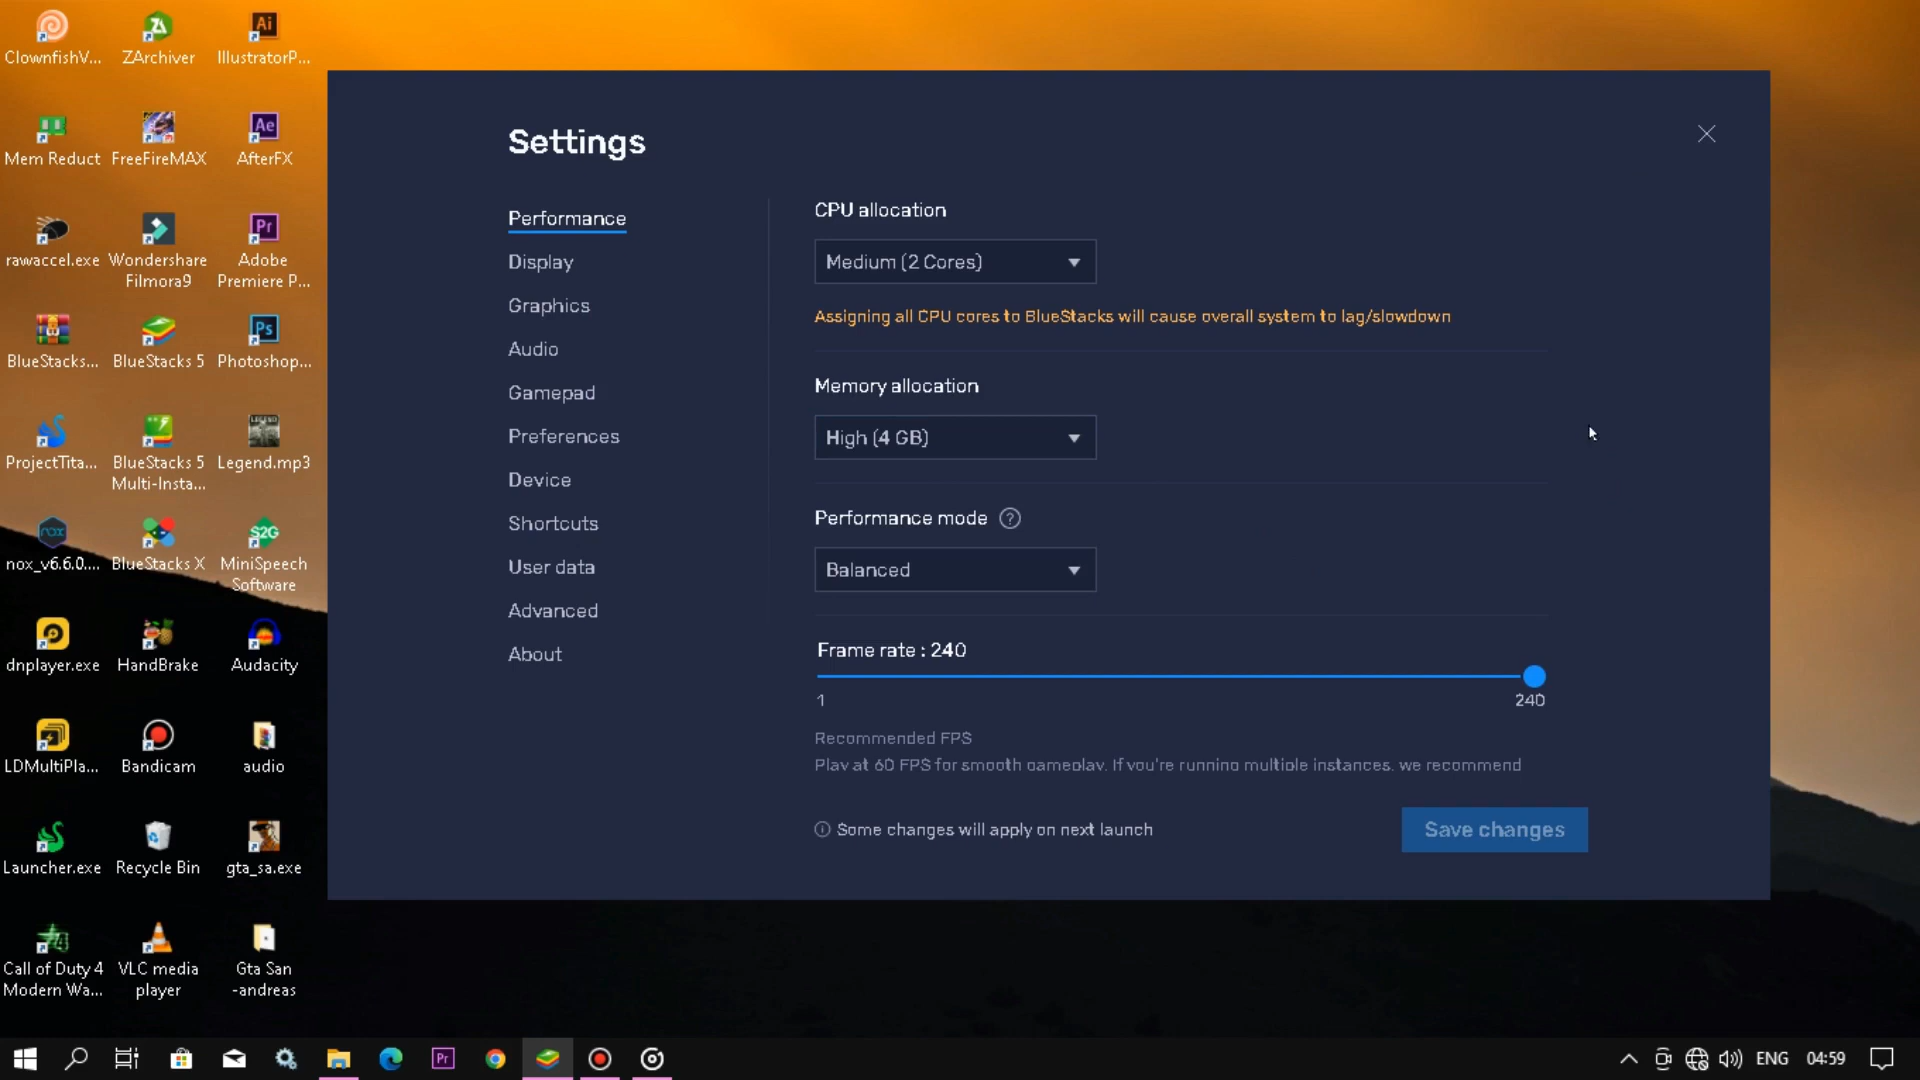 ClownfishV...
ZArchiver
IllustratorP...
Mem Reduct
FreeFireMAX
AfterFX
rawaccel.exe
Wondershare
Filmora9
Adobe
Premiere P...
BlueStacks...
BlueStacks 5
Photoshop...
ProjectTita...
BlueStacks 5
Multi-Insta...
Legend.mp3
nox_v6.6.0....
BlueStacks X
MiniSpeech
Software
dnplayer.exe
HandBrake
Audacity
LDMultiPla...
Bandicam
audio
Launcher.exe
Recycle Bin
gta_sa.exe
Call of Duty 4
Modern Wa...
VLC media
player
Gta San
-andreas
Settings
Performance
Display
Graphics
Audio
Gamepad
Preferences
Device
Shortcuts
User data
Advanced
About
CPU allocation
Medium (2 Cores)
Assigning all CPU cores to BlueStacks will cause overall system to lag/slowdown
Memory allocation
High (4 GB)
Performance mode ?
Balanced
Frame rate : 240
1
240
Recommended FPS
Play at 60 FPS for smooth gameplay. If you're running multiple instances, we recommend
Some changes will apply on next launch
Save changes
ENG
04:59